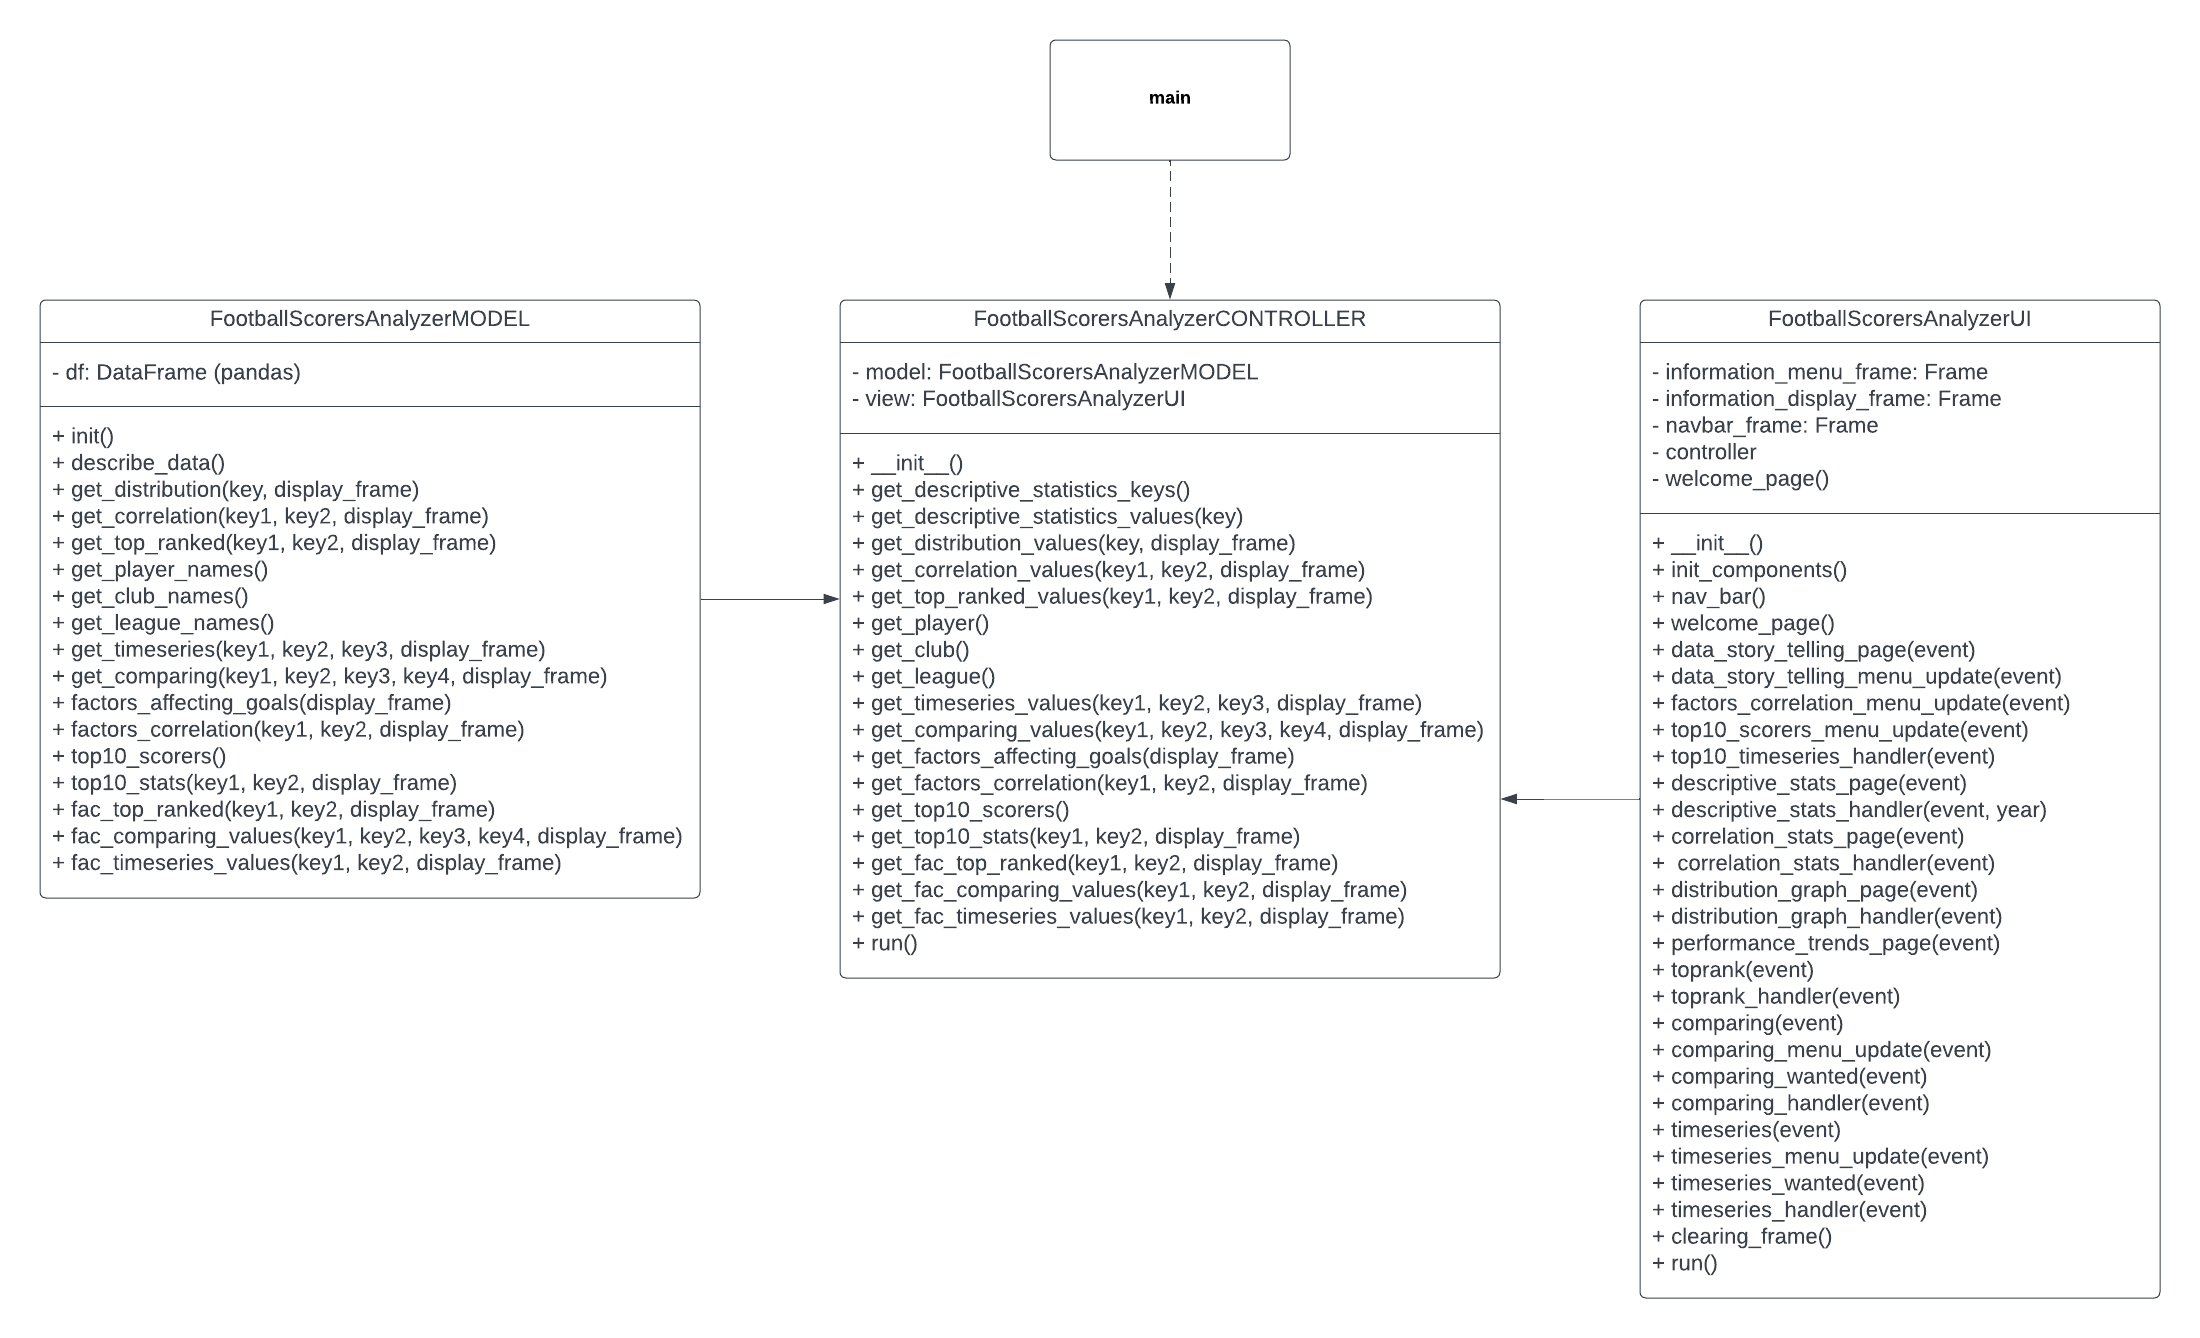 main
FootballScorersAnalyzerMODEL
- df: DataFrame (pandas)
+ init()
+ describe_data()
+ get_distribution(key, display_frame)
+ get_correlation(key1, key2, display_frame)
+ get_top_ranked(key1, key2, display_frame)
+ get_player_names()
+ get_club_names()
+ get_league_names()
+ get_timeseries(key1, key2, key3, display_frame)
+ get_comparing(key1, key2, key3, key4, display_frame)
+ factors_affecting_goals(display_frame)
+ factors_correlation(key1, key2, display_frame)
+ top10_scorers()
+ top10_stats(key1, key2, display_frame)
+ fac_top_ranked(key1, key2, display_frame)
+ fac_comparing_values(key1, key2, key3, key4, display_frame)
+ fac_timeseries_values(key1, key2, display_frame)
FootballScorersAnalyzerCONTROLLER
- model: FootballScorersAnalyzerMODEL
- view: FootballScorersAnalyzerUI
+ __init__()
+ get_descriptive_statistics_keys()
+ get_descriptive_statistics_values(key)
+ get_distribution_values(key, display_frame)
+ get_correlation_values(key1, key2, display_frame)
+ get_top_ranked_values(key1, key2, display_frame)
+ get_player()
+ get_club()
+ get_league()
+ get_timeseries_values(key1, key2, key3, display_frame)
+ get_comparing_values(key1, key2, key3, key4, display_frame)
+ get_factors_affecting_goals(display_frame)
+ get_factors_correlation(key1, key2, display_frame)
+ get_top10_scorers()
+ get_top10_stats(key1, key2, display_frame)
+ get_fac_top_ranked(key1, key2, display_frame)
+ get_fac_comparing_values(key1, key2, display_frame)
+ get_fac_timeseries_values(key1, key2, display_frame)
+ run()
FootballScorersAnalyzerUI
- information_menu_frame: Frame
- information_display_frame: Frame
- navbar_frame: Frame
- controller
- welcome_page()
+ __init__()
+ init_components()
+ nav_bar()
+ welcome_page()
+ data_story_telling_page(event)
+ data_story_telling_menu_update(event)
+ factors_correlation_menu_update(event)
+ top10_scorers_menu_update(event)
+ top10_timeseries_handler(event)
+ descriptive_stats_page(event)
+ descriptive_stats_handler(event, year)
+ correlation_stats_page(event)
+  correlation_stats_handler(event)
+ distribution_graph_page(event)
+ distribution_graph_handler(event)
+ performance_trends_page(event)
+ toprank(event)
+ toprank_handler(event)
+ comparing(event)
+ comparing_menu_update(event)
+ comparing_wanted(event)
+ comparing_handler(event)
+ timeseries(event)
+ timeseries_menu_update(event)
+ timeseries_wanted(event)
+ timeseries_handler(event)
+ clearing_frame()
+ run()